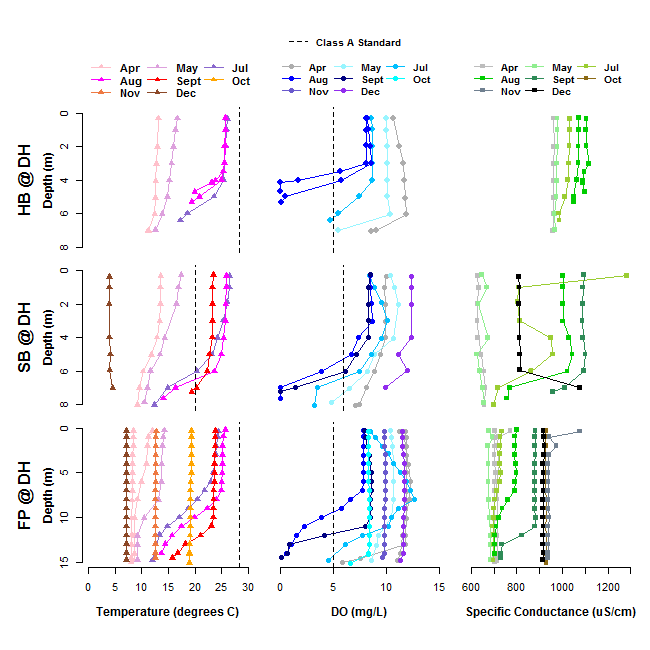 Class A Standard
Apr May Jul
Aug Sept Oct
Nov Dec
Apr May Jul
Aug Sept Oct
Nov Dec
Apr May Jul
Aug Sept Oct
Nov Dec
HB @ DH
Depth (m)
0
2
4
6
8
SB @ DH
Depth (m)
0
2
4
6
8
FP @ DH
Depth (m)
0
5
10
15
0 5 10 15 20 25 30
0 5 10 15
600 800 1000 1200
Temperature (degrees C)
DO (mg/L)
Specific Conductance (uS/cm)